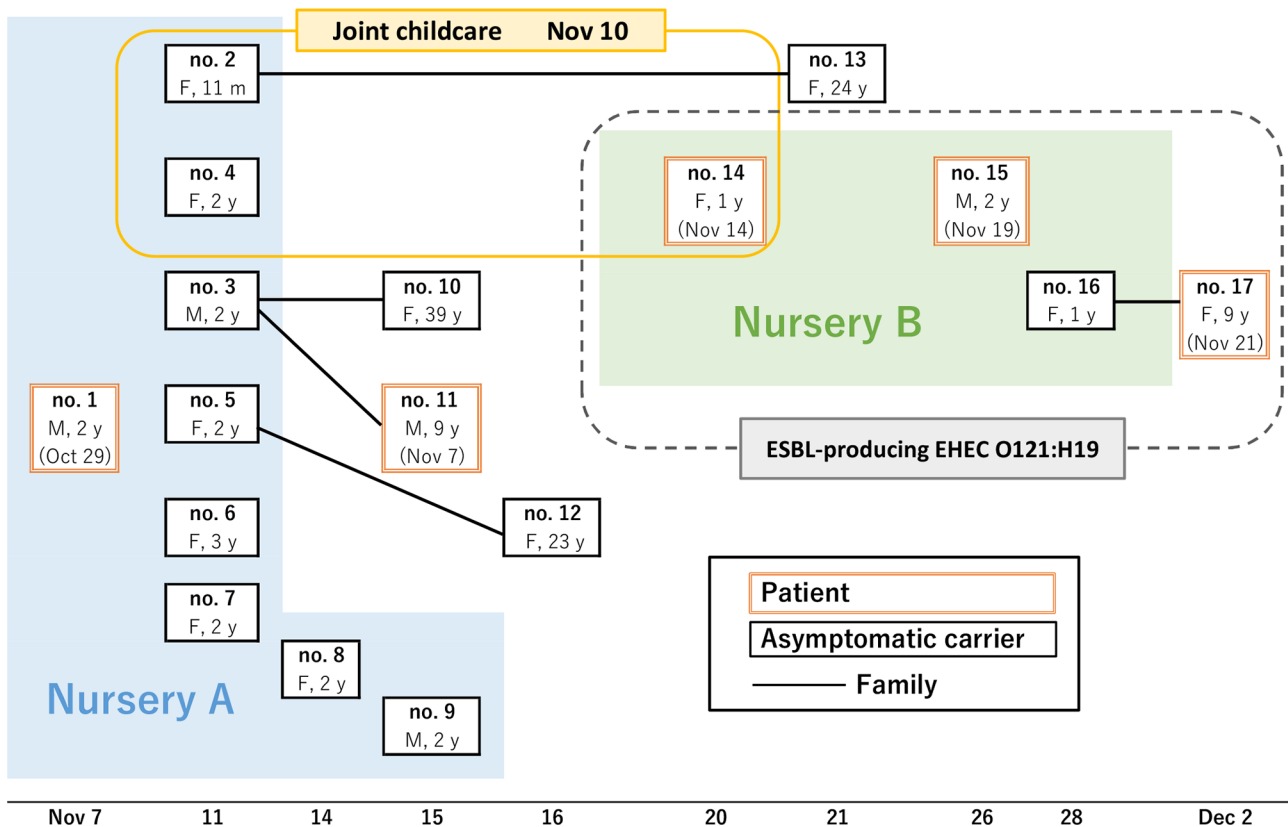 Joint childcare Nov 10
no. 2
F, 11 m
no. 13
F, 24 y
no. 4
F, 2 y
no. 14
F, 1 y
(Nov 14)
no. 15
M, 2 y
(Nov 19)
no. 3
M, 2 y
no. 10
F, 39 y
Nursery B
no. 16
F, 1 y
no. 17
F, 9 y
(Nov 21)
no. 1
M, 2 y
(Oct 29)
no. 5
F, 2 y
no. 11
M, 9 y
(Nov 7)
ESBL-producing EHEC O121:H19
no. 6
F, 3 y
no. 12
F, 23 y
no. 7
F, 2 y
no. 8
F, 2 y
Nursery A
no. 9
M, 2 y
Patient
Asymptomatic carrier
Family
Nov 7 11 14 15 16 20 21 26 28 Dec 2